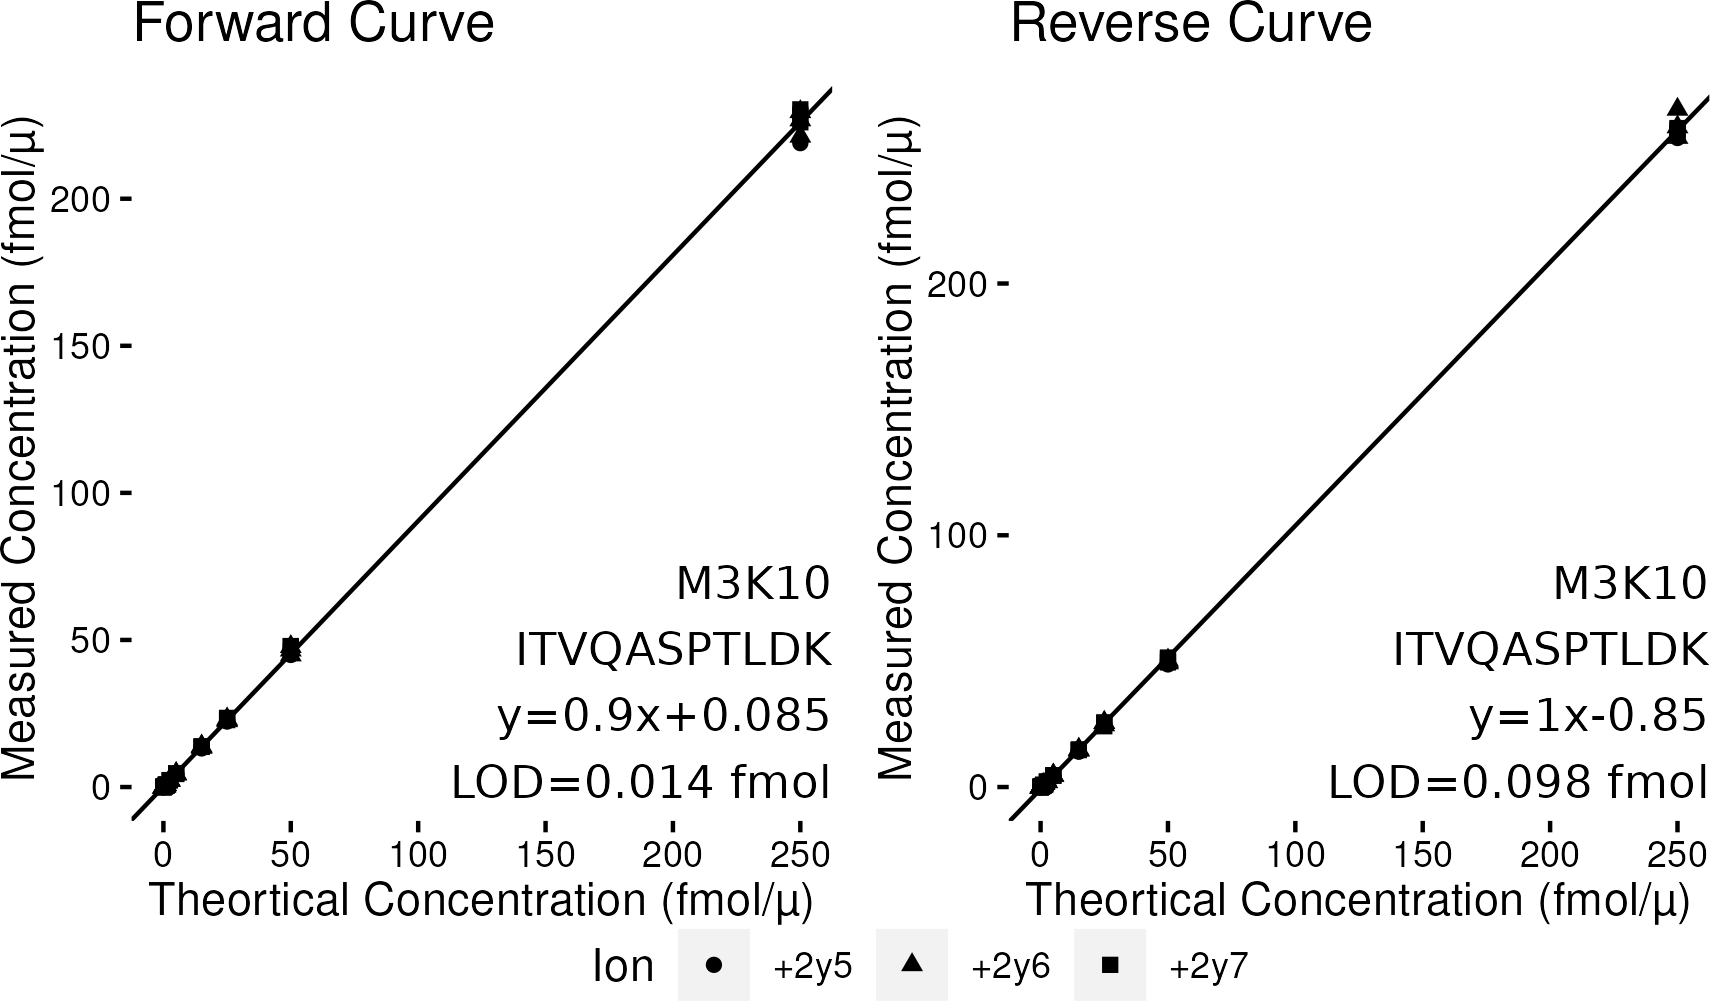 Forward Curve
Measured Concentration (fmol/µ)
200
150
100
50
0
M3K10
ITVQASPTLDK
y=0.9x+0.085
LOD=0.014 fmol
0 50 100 150 200 250
Theortical Concentration (fmol/µ)
Reverse Curve
Measured Concentration (fmol/µ)
200
100
0
M3K10
ITVQASPTLDK
y=1x-0.85
LOD=0.098 fmol
0 50 100 150 200 250
Theortical Concentration (fmol/µ)
Ion +2y5 +2y6 +2y7